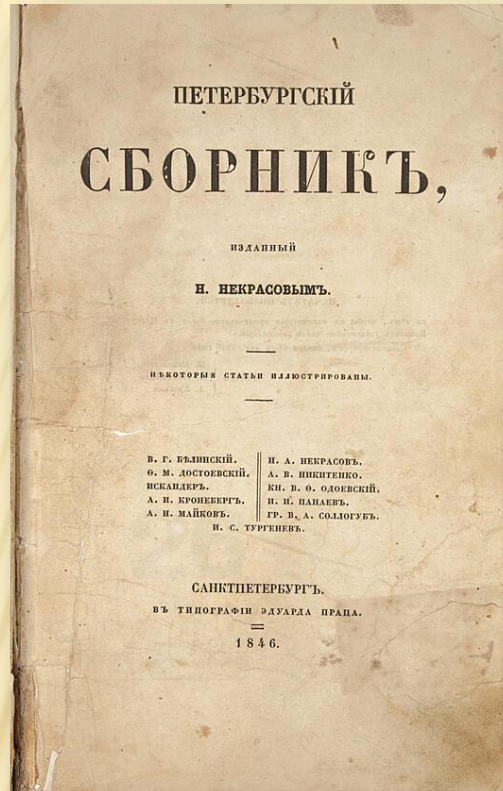 ПЕТЕРБУРГСКІЙ
СБОРНИКЪ,
ИЗДАННЫЙ
Н. НЕКРАСОВЫМЪ.
НѢКОТОРЫЯ СТАТЬИ ИЛЛЮСТРИРОВАНЫ.
В. Г. БѢЛИНСКІЙ.
Ѳ. М. ДОСТОЕВСКІЙ.
ИСКАНДЕРЪ.
А. И. КРОНЕБЕРГЪ.
А. Н. МАЙКОВЪ.
Н. А. НЕКРАСОВЪ.
А. В. НИКИТЕНКО.
КН. В. Ѳ. ОДОЕВСКІЙ.
И. И. ПАНАЕВЪ.
ГР. В. А. СОЛЛОГУБЪ.
И. С. ТУРГЕНЕВЪ.
САНКТПЕТЕРБУРГЪ.
ВЪ ТИПОГРАФІИ ЭДУАРДА ПРАЦА.
1846.